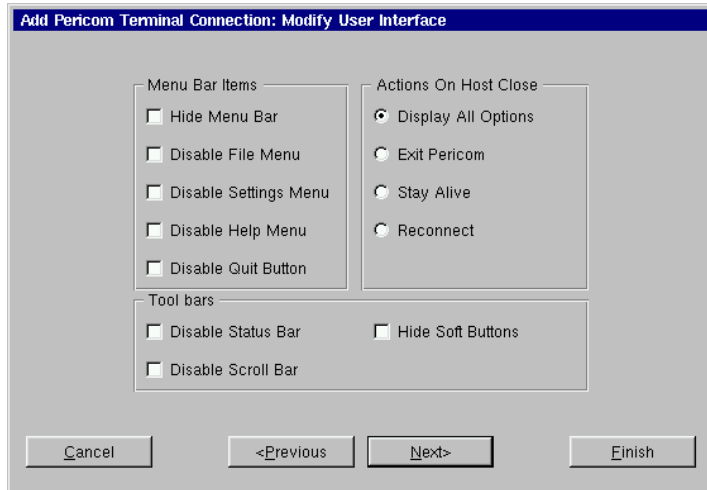 Add Pericom Terminal Connection: Modify User Interface
Menu Bar Items
Hide Menu Bar
Disable File Menu
Disable Settings Menu
Disable Help Menu
Disable Quit Button
Actions On Host Close
Display All Options
Exit Pericom
Stay Alive
Reconnect
Tool bars
Disable Status Bar
Hide Soft Buttons
Disable Scroll Bar
Cancel
<Previous
Next>
Finish